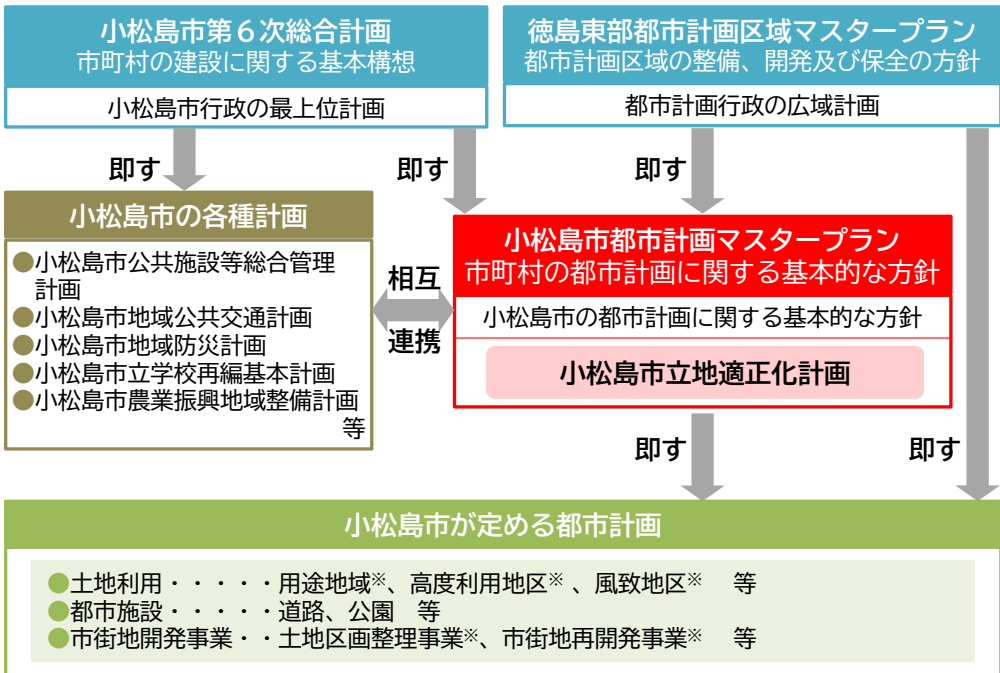 小松島市第６次総合計画
市町村の建設に関する基本構想
小松島市行政の最上位計画
徳島東部都市計画区域マスタープラン
都市計画区域の整備、開発及び保全の方針
都市計画行政の広域計画
即す
即す
即す
小松島市の各種計画
●小松島市公共施設等総合管理
計画
●小松島市地域公共交通計画
●小松島市地域防災計画
●小松島市立学校再編基本計画
●小松島市農業振興地域整備計画
等
相互
連携
小松島市都市計画マスタープラン
市町村の都市計画に関する基本的な方針
小松島市の都市計画に関する基本的な方針
小松島市立地適正化計画
即す
即す
小松島市が定める都市計画
●土地利用・・・・・用途地域※、高度利用地区※、風致地区※　等
●都市施設・・・・・道路、公園　等
●市街地開発事業・・土地区画整理事業※、市街地再開発事業※　等